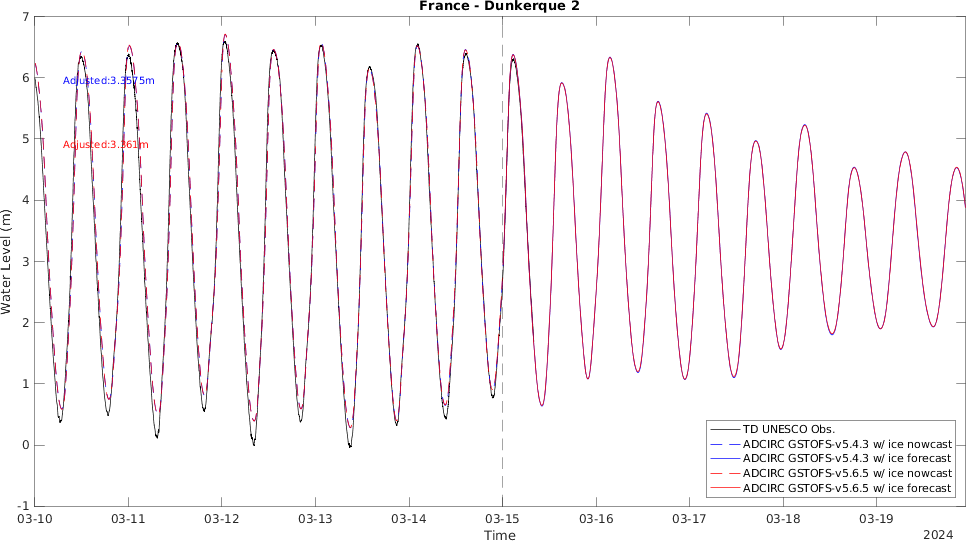 France - Dunkerque 2
Water Level (m)
7
6
5
4
3
2
1
0
-1
Adjusted:3.3575m
Adjusted:3.361m
TD UNESCO Obs.
ADCIRC GSTOFS-v5.4.3 w/ ice nowcast
ADCIRC GSTOFS-v5.4.3 w/ ice forecast
ADCIRC GSTOFS-v5.6.5 w/ ice nowcast
ADCIRC GSTOFS-v5.6.5 w/ ice forecast
03-10 03-11 03-12 03-13 03-14 03-15 03-16 03-17 03-18 03-19
Time
2024